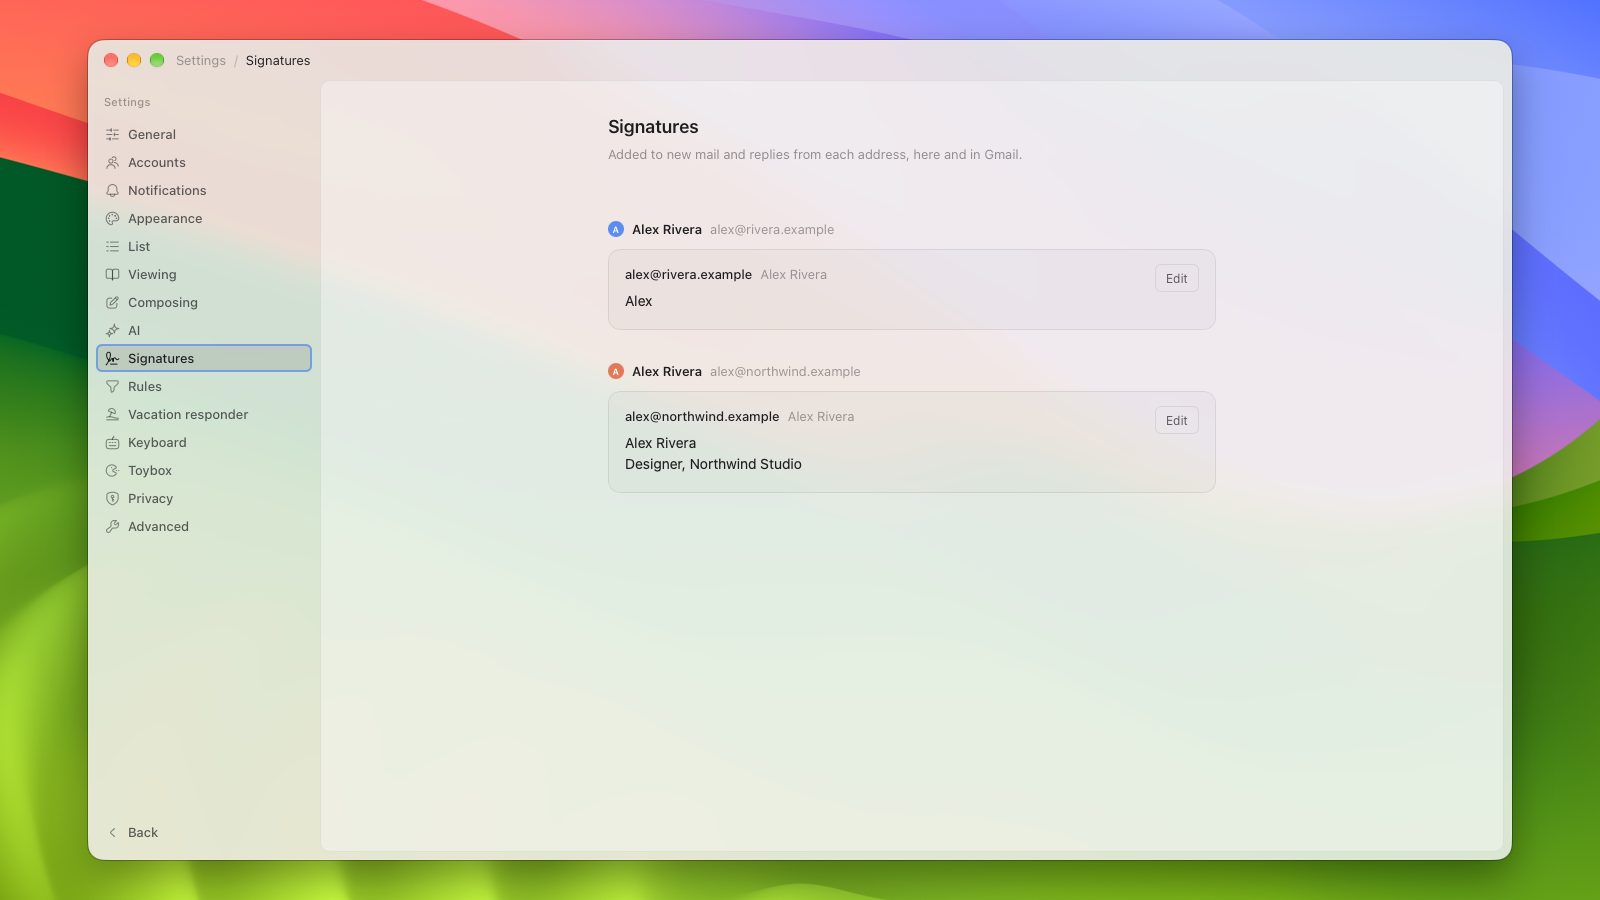 Settings / Signatures
Settings
General
Accounts
Notifications
Appearance
List
Viewing
Composing
AI
Signatures
Rules
Vacation responder
Keyboard
Toybox
Privacy
Advanced
Back
Signatures
Added to new mail and replies from each address, here and in Gmail.
A Alex Rivera alex@rivera.example
alex@rivera.example Alex Rivera Edit
Alex
A Alex Rivera alex@northwind.example
alex@northwind.example Alex Rivera Edit
Alex Rivera
Designer, Northwind Studio